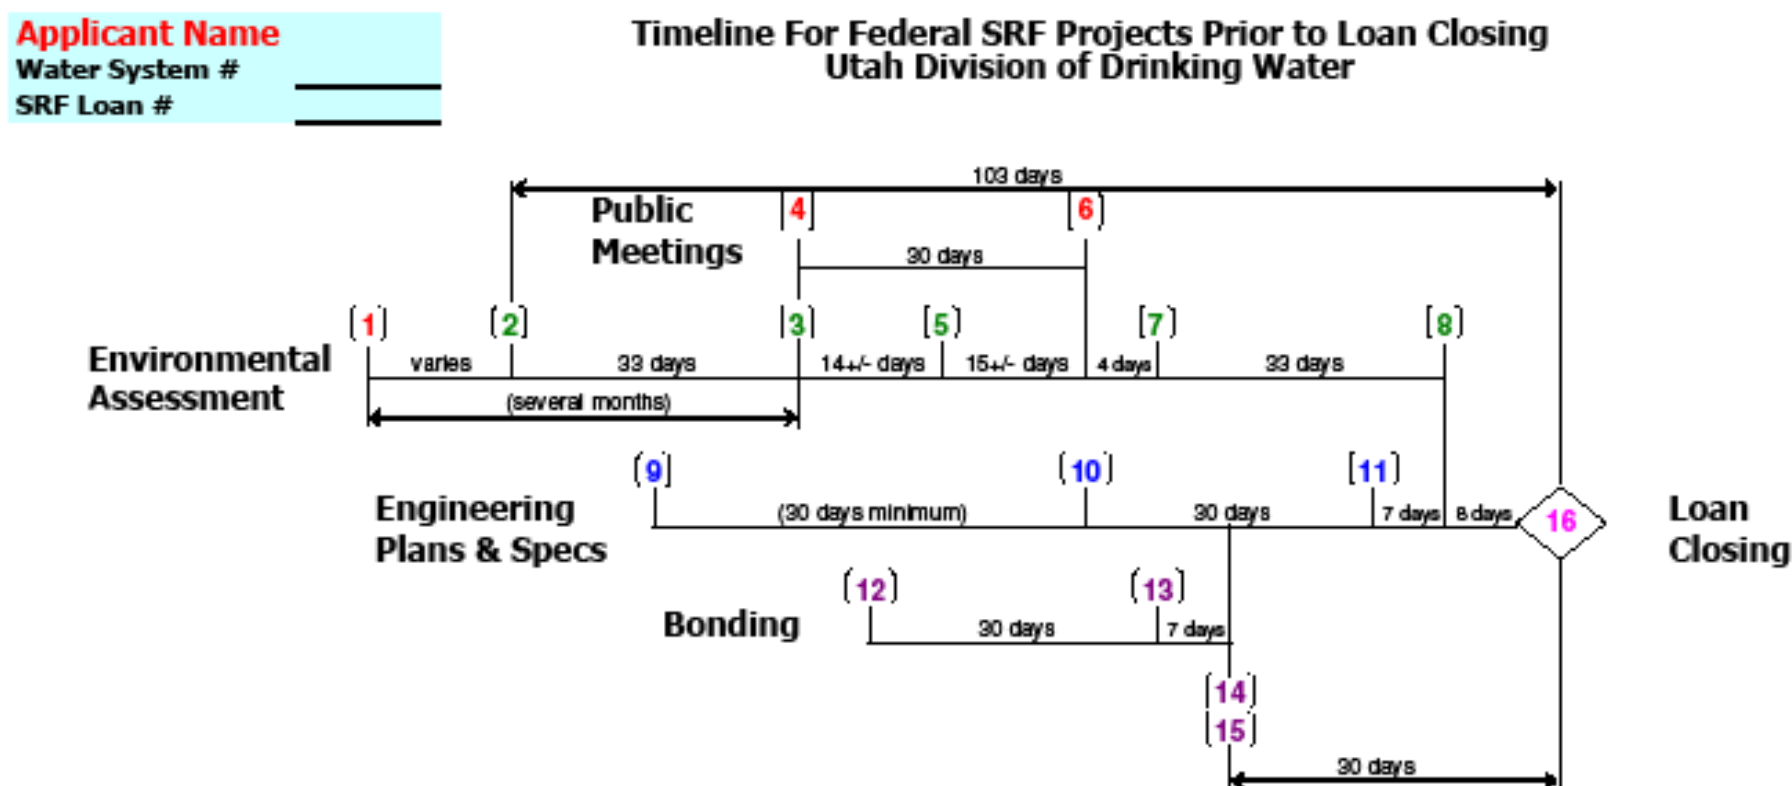 Applicant Name
Water System #
SRF Loan #
Timeline For Federal SRF Projects Prior to Loan Closing
Utah Division of Drinking Water
103 days
Public
Meetings
[4] [6]
30 days
[1] [2] [3] [5] [7] [8]
Environmental
Assessment
varies 33 days 14+/- days 15+/- days 4 days 33 days
(several months)
[9] [10] [11]
Engineering
Plans & Specs
(30 days minimum) 30 days 7 days 8 days
16
Loan
Closing
[12] [13]
Bonding
30 days 7 days
[14]
[15]
30 days